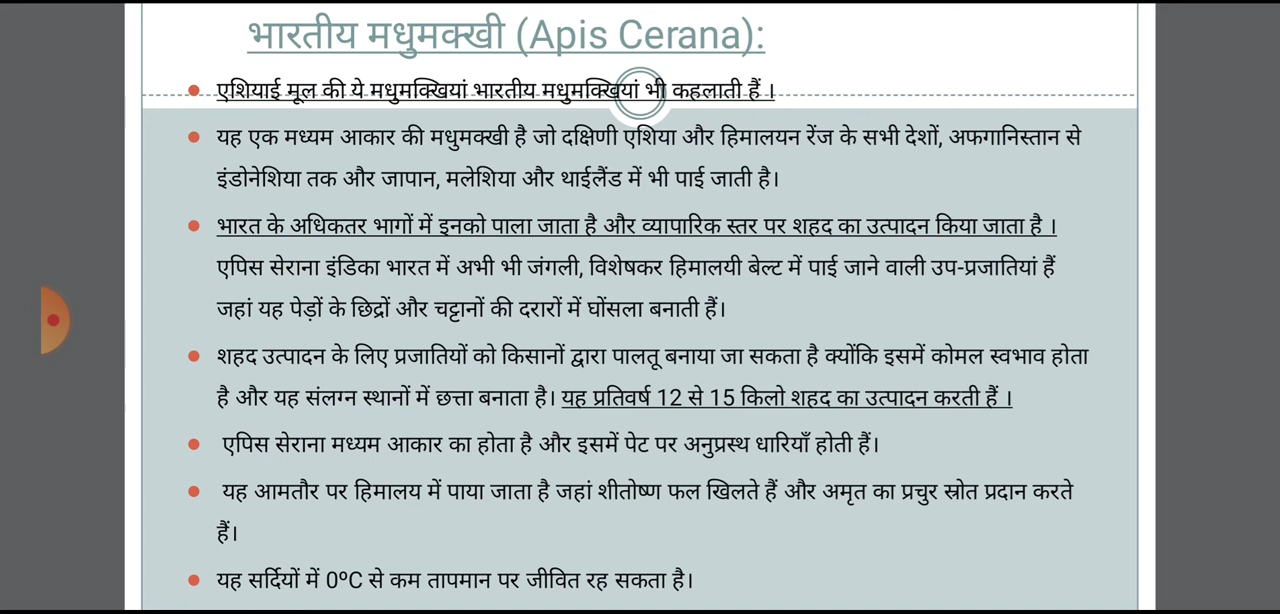 भारतीय मधुमक्खी (Apis Cerana):
एशियाई मूल की ये मधुमक्खियां भारतीय मधुमक्खियां भी कहलाती हैं ।
यह एक मध्यम आकार की मधुमक्खी है जो दक्षिणी एशिया और हिमालयन रेंज के सभी देशों, अफगानिस्तान से
इंडोनेशिया तक और जापान, मलेशिया और थाईलैंड में भी पाई जाती है।
भारत के अधिकतर भागों में इनको पाला जाता है और व्यापारिक स्तर पर शहद का उत्पादन किया जाता है ।
एपिस सेराना इंडिका भारत में अभी भी जंगली, विशेषकर हिमालयी बेल्ट में पाई जाने वाली उप-प्रजातियां हैं
जहां यह पेड़ों के छिद्रों और चट्टानों की दरारों में घोंसला बनाती हैं।
शहद उत्पादन के लिए प्रजातियों को किसानों द्वारा पालतू बनाया जा सकता है क्योंकि इसमें कोमल स्वभाव होता
है और यह संलग्न स्थानों में छत्ता बनाता है। यह प्रतिवर्ष 12 से 15 किलो शहद का उत्पादन करती हैं ।
एपिस सेराना मध्यम आकार का होता है और इसमें पेट पर अनुप्रस्थ धारियाँ होती हैं।
यह आमतौर पर हिमालय में पाया जाता है जहां शीतोष्ण फल खिलते हैं और अमृत का प्रचुर स्रोत प्रदान करते
हैं।
यह सर्दियों में 0ºC से कम तापमान पर जीवित रह सकता है।